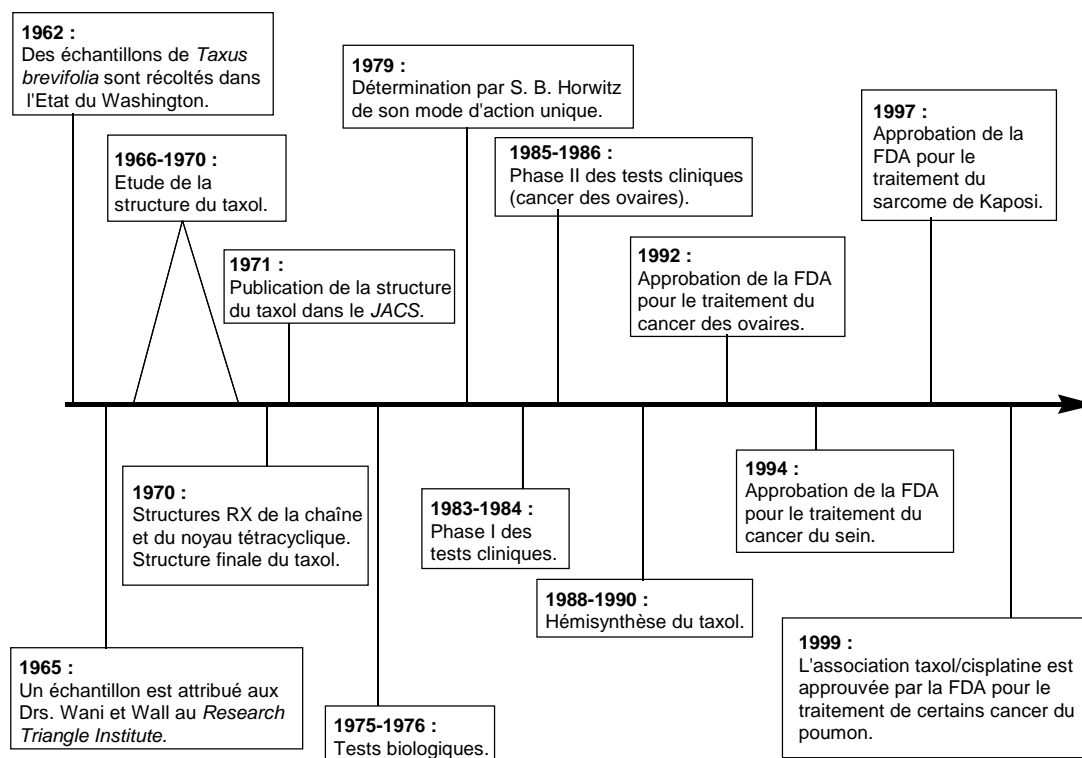 1962 :
Des échantillons de Taxus
brevifolia sont récoltés dans
l'Etat du Washington.
1966-1970 :
Etude de la
structure du taxol.
1971 :
Publication de la structure
du taxol dans le JACS.
1979 :
Détermination par S. B. Horwitz
de son mode d'action unique.
1985-1986 :
Phase II des tests cliniques
(cancer des ovaires).
1992 :
Approbation de la FDA
pour le traitement du
cancer des ovaires.
1997 :
Approbation de la
FDA pour le
traitement du
sarcome de Kaposi.
1965 :
Un échantillon est attribué aux
Drs. Wani et Wall au Research
Triangle Institute.
1970 :
Structures RX de la chaîne
et du noyau tétracyclique.
Structure finale du taxol.
1975-1976 :
Tests biologiques.
1983-1984 :
Phase I des
tests cliniques.
1988-1990 :
Hémisynthèse du taxol.
1994 :
Approbation de la FDA
pour le traitement du
cancer du sein.
1999 :
L'association taxol/cisplatine est
approuvée par la FDA pour le
traitement de certains cancer du
poumon.